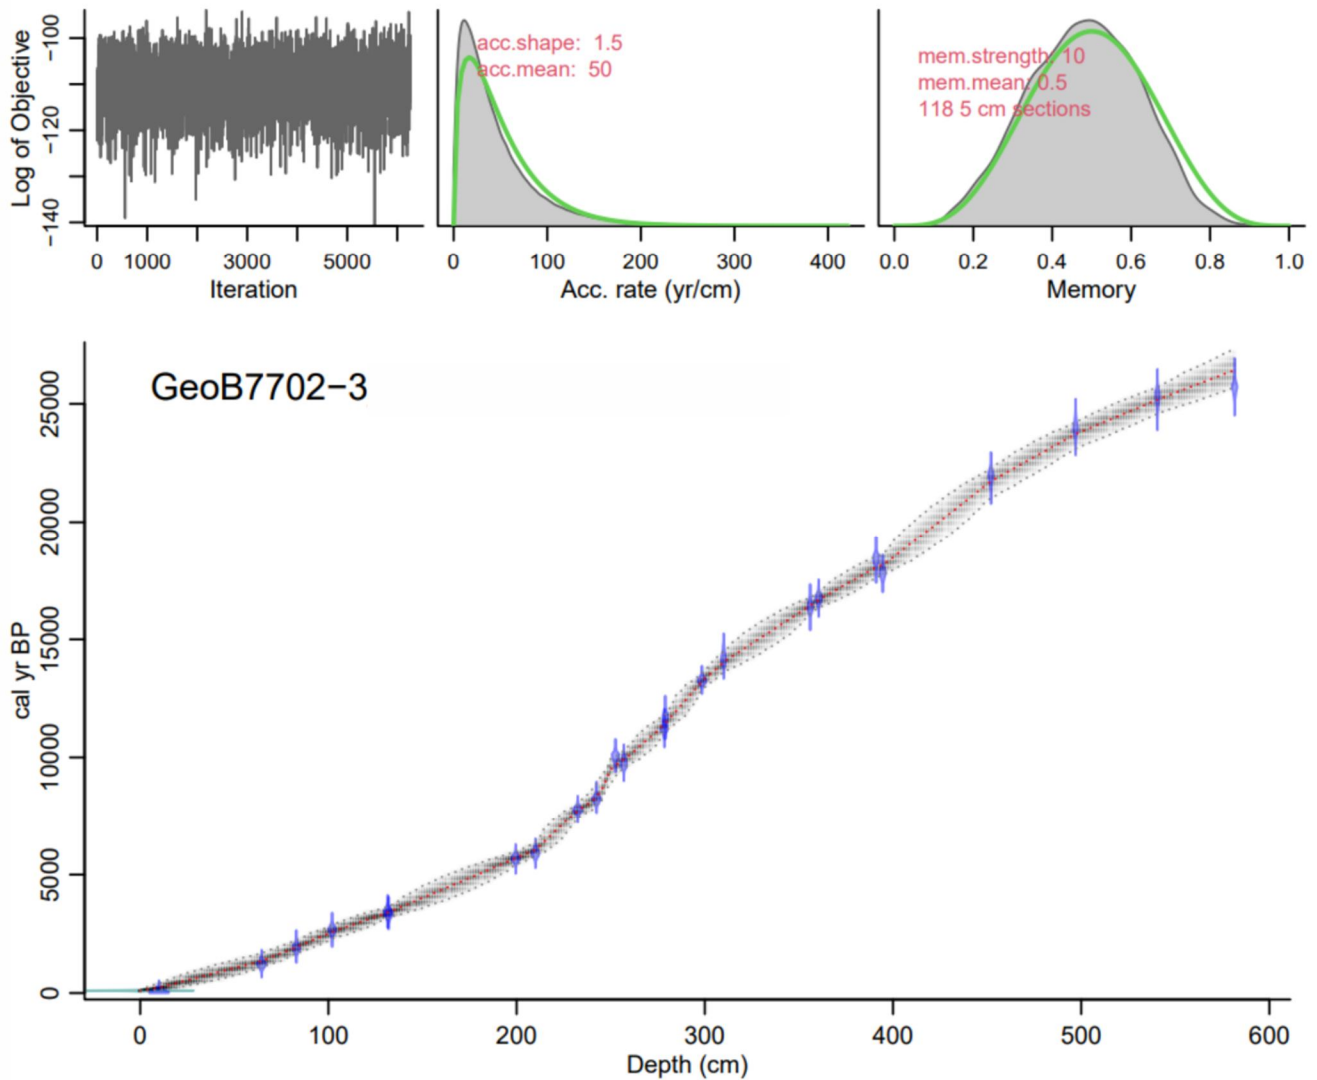 −100
−120
−140
Log of Objective
0 1000 3000 5000
Iteration
acc.shape: 1.5
acc.mean: 50
0 100 200 300 400
Acc. rate (yr/cm)
mem.strength: 10
mem.mean: 0.5
118 5 cm sections
0.0 0.2 0.4 0.6 0.8 1.0
Memory
GeoB7702−3
25000
20000
15000
10000
5000
0
cal yr BP
0 100 200 300 400 500 600
Depth (cm)